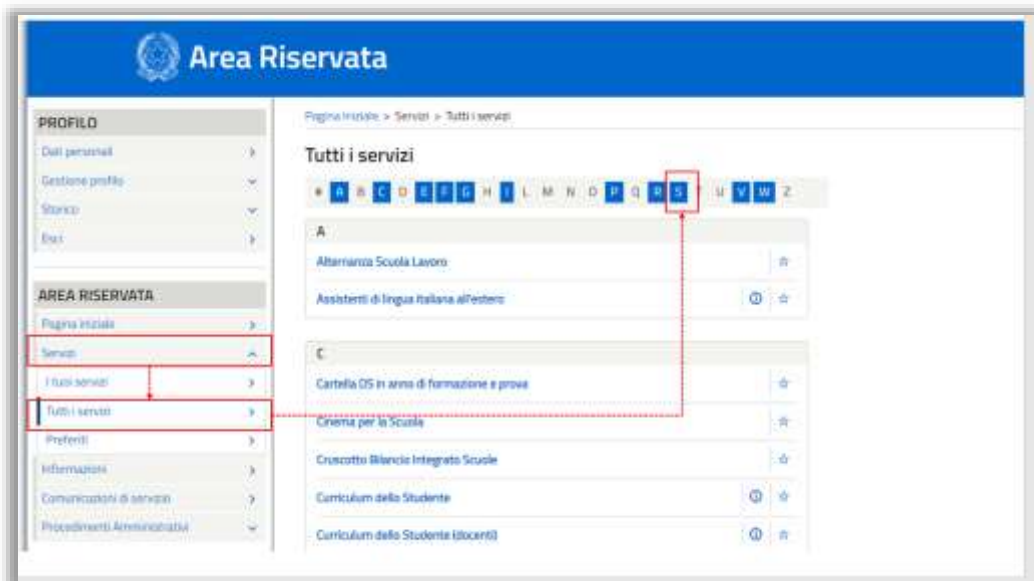 Area Riservata
PROFILO
Dati personali
Gestione profilo
Storico
Esci
AREA RISERVATA
Pagina iniziale
Servizi
I tuoi servizi
Tutti i servizi
Preferiti
Informazioni
Comunicazioni di servizio
Procedimenti Amministrativi
Pagina iniziale > Servizi > Tutti i servizi
Tutti i servizi
# A B C D E F G H I L M N O P Q R S T U V W Z
A
Alternanza Scuola Lavoro
Assistenti di lingua italiana all'estero
C
Cartella DS in anno di formazione e prova
Cinema per la Scuola
Cruscotto Bilancio Integrato Scuole
Curriculum dello Studente
Curriculum dello Studente (docenti)